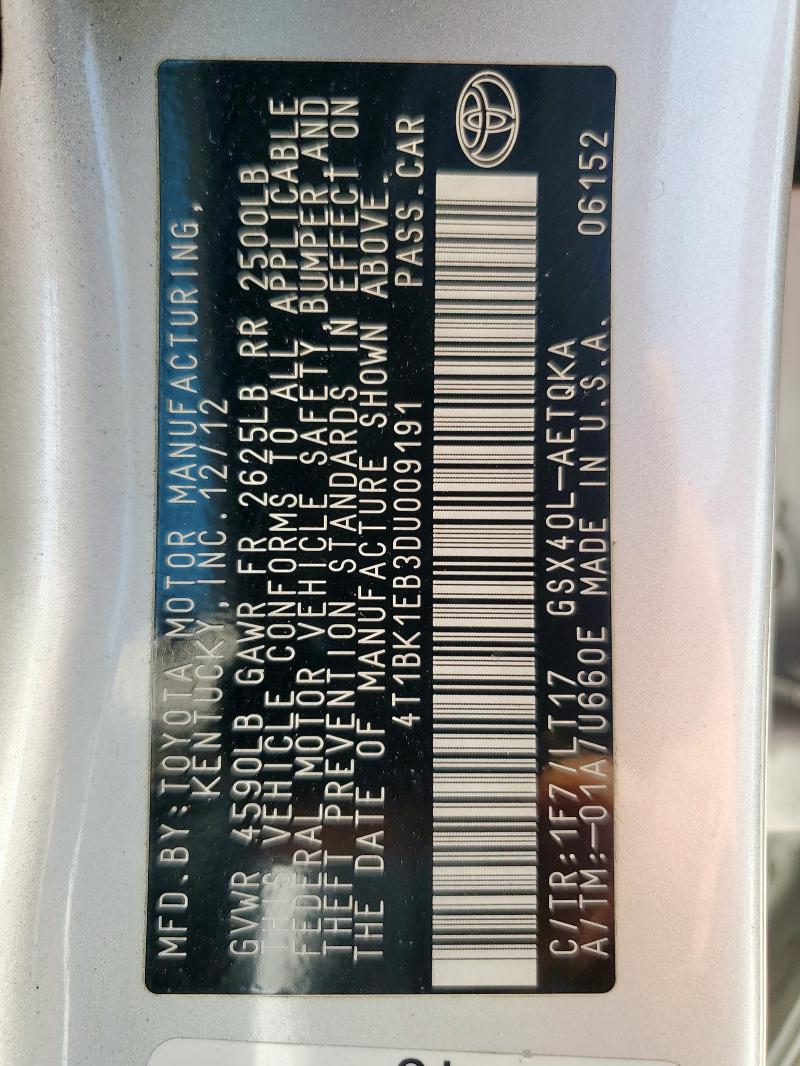 MFD.BY:TOYOTA MOTOR MANUFACTURING,
KENTUCKY, INC. 12/12
GVWR 4590LB GAWR FR 2625LB RR 2500LB
THIS VEHICLE CONFORMS TO ALL APPLICABLE
FEDERAL MOTOR VEHICLE SAFETY, BUMPER AND
THEFT PREVENTION STANDARDS IN EFFECT ON
THE DATE OF MANUFACTURE SHOWN ABOVE.
4T1BK1EB3DU009191 PASS.CAR
C/TR:1F7/LT17 GSX40L-AETQKA 06152
A/TM:-01A/U660E MADE IN U.S.A.